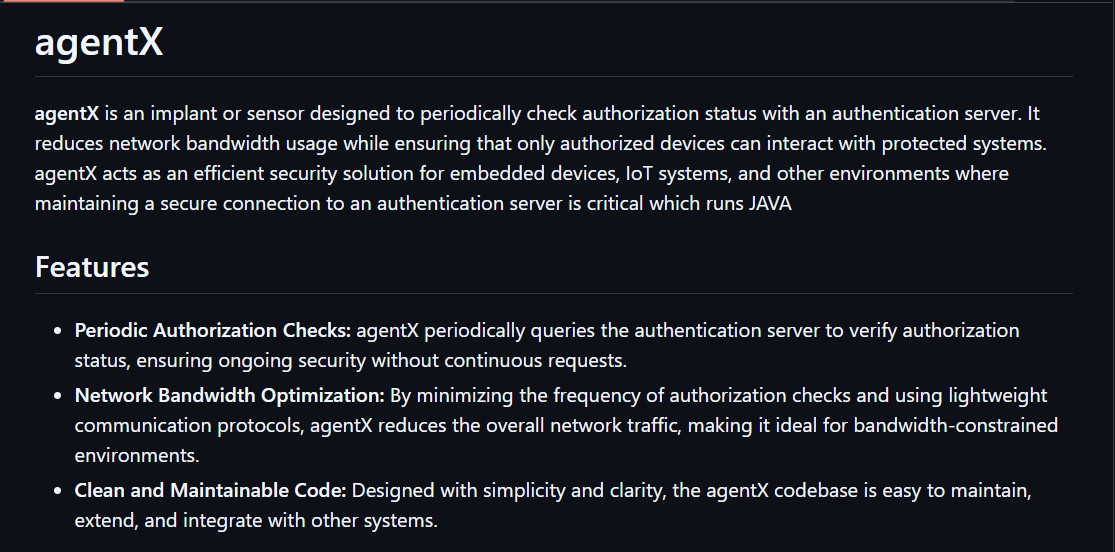 agentX
agentX is an implant or sensor designed to periodically check authorization status with an authentication server. It
reduces network bandwidth usage while ensuring that only authorized devices can interact with protected systems.
agentX acts as an efficient security solution for embedded devices, IoT systems, and other environments where
maintaining a secure connection to an authentication server is critical which runs JAVA
Features
• Periodic Authorization Checks: agentX periodically queries the authentication server to verify authorization
status, ensuring ongoing security without continuous requests.
• Network Bandwidth Optimization: By minimizing the frequency of authorization checks and using lightweight
communication protocols, agentX reduces the overall network traffic, making it ideal for bandwidth-constrained
environments.
• Clean and Maintainable Code: Designed with simplicity and clarity, the agentX codebase is easy to maintain,
extend, and integrate with other systems.